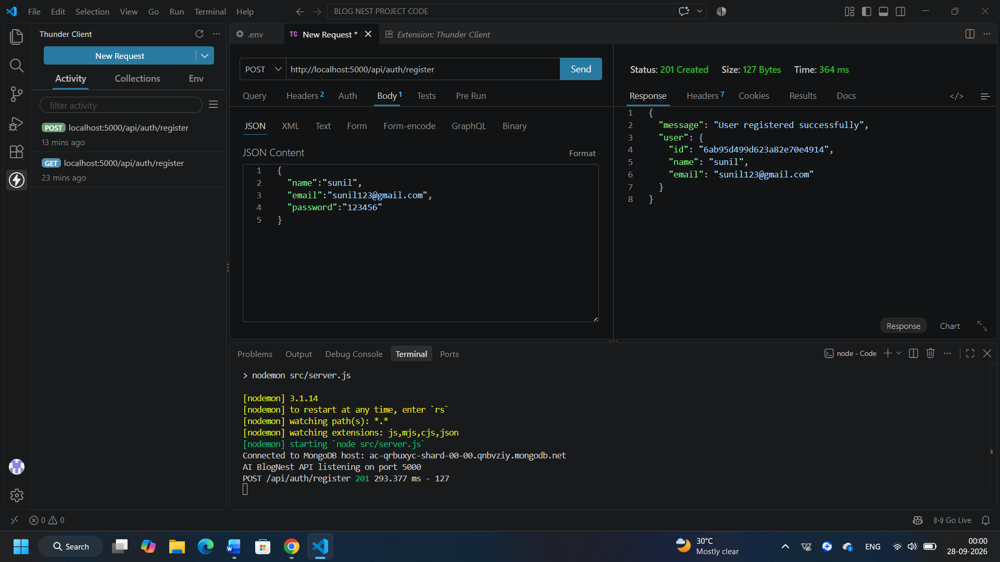 File Edit Selection View Go Run Terminal Help
BLOG NEST PROJECT CODE
Thunder Client
New Request
Activity Collections Env
filter activity
POST localhost:5000/api/auth/register
13 mins ago
GET localhost:5000/api/auth/register
23 mins ago
.env
TC New Request *
Extension: Thunder Client
POST http://localhost:5000/api/auth/register Send
Query Headers 2 Auth Body 1 Tests Pre Run
JSON XML Text Form Form-encode GraphQL Binary
JSON Content Format
1 {
2 "name":"sunil",
3 "email":"sunil123@gmail.com",
4 "password":"123456"
5 }
Status: 201 Created Size: 127 Bytes Time: 364 ms
Response Headers 7 Cookies Results Docs </>
1 {
2 "message": "User registered successfully",
3 "user": {
4 "id": "6ab95d499d623a82e70e4914",
5 "name": "sunil",
6 "email": "sunil123@gmail.com"
7 }
8 }
Response Chart
Problems Output Debug Console Terminal Ports
node - Code
> nodemon src/server.js
[nodemon] 3.1.14
[nodemon] to restart at any time, enter `rs`
[nodemon] watching path(s): *.*
[nodemon] watching extensions: js,mjs,cjs,json
[nodemon] starting `node src/server.js`
Connected to MongoDB host: ac-qrbuxyc-shard-00-00.qnbvziy.mongodb.net
AI BlogNest API listening on port 5000
POST /api/auth/register 201 293.377 ms - 127
0 0
Go Live
Search
30°C
Mostly clear
ENG
00:00
28-09-2026